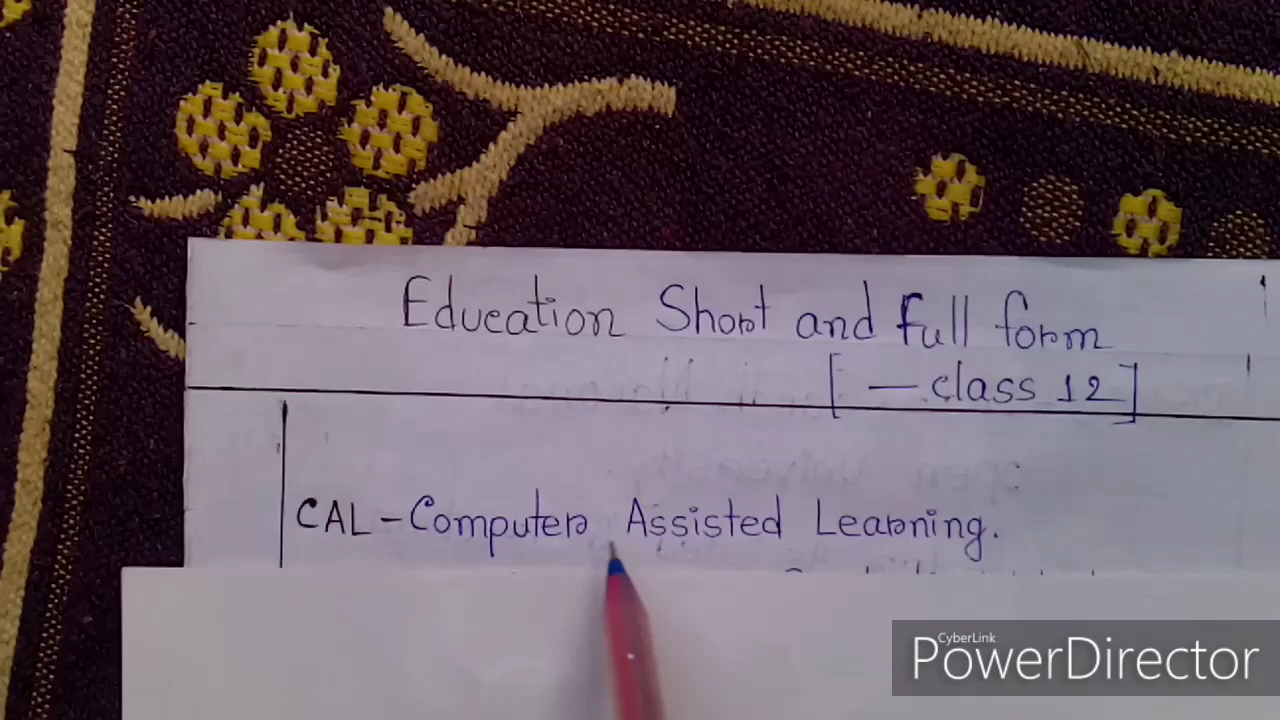 Education Short and full form
[ — class 12]
CAL - Computer Assisted Learning.
CyberLink
PowerDirector